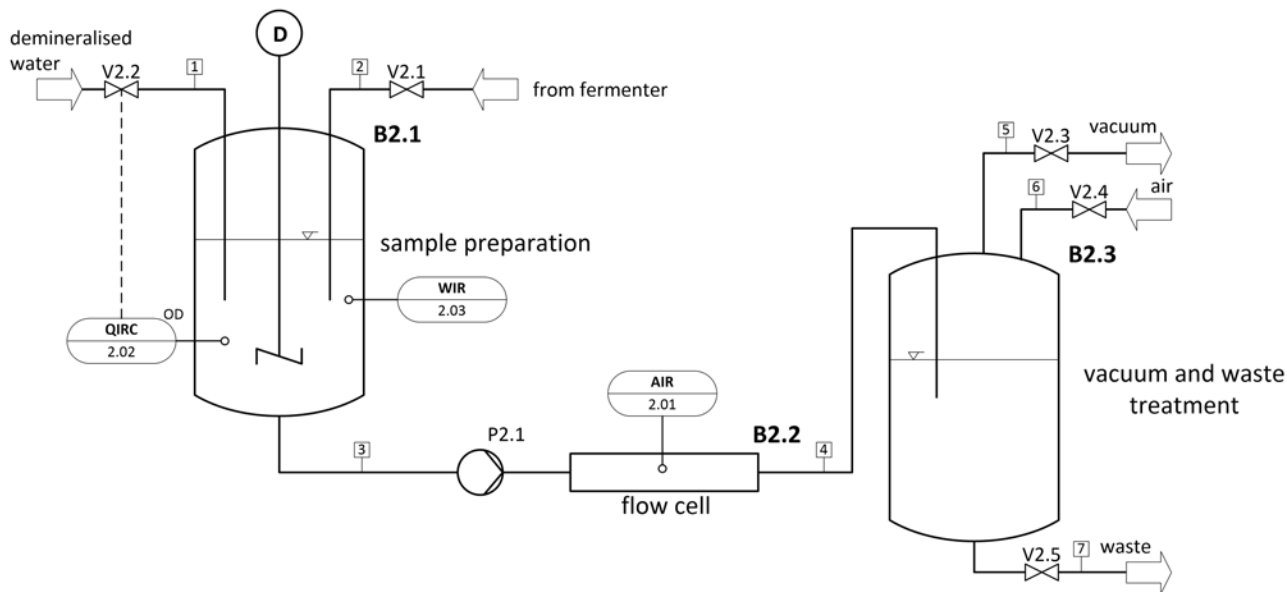 D
demineralised
water
V2.2
1
2
V2.1
from fermenter
B2.1
5
V2.3
vacuum
6
V2.4
air
B2.3
sample preparation
WIR
2.03
QIRC
2.02
OD
AIR
2.01
vacuum and waste
treatment
3
P2.1
B2.2
4
flow cell
V2.5
7
waste